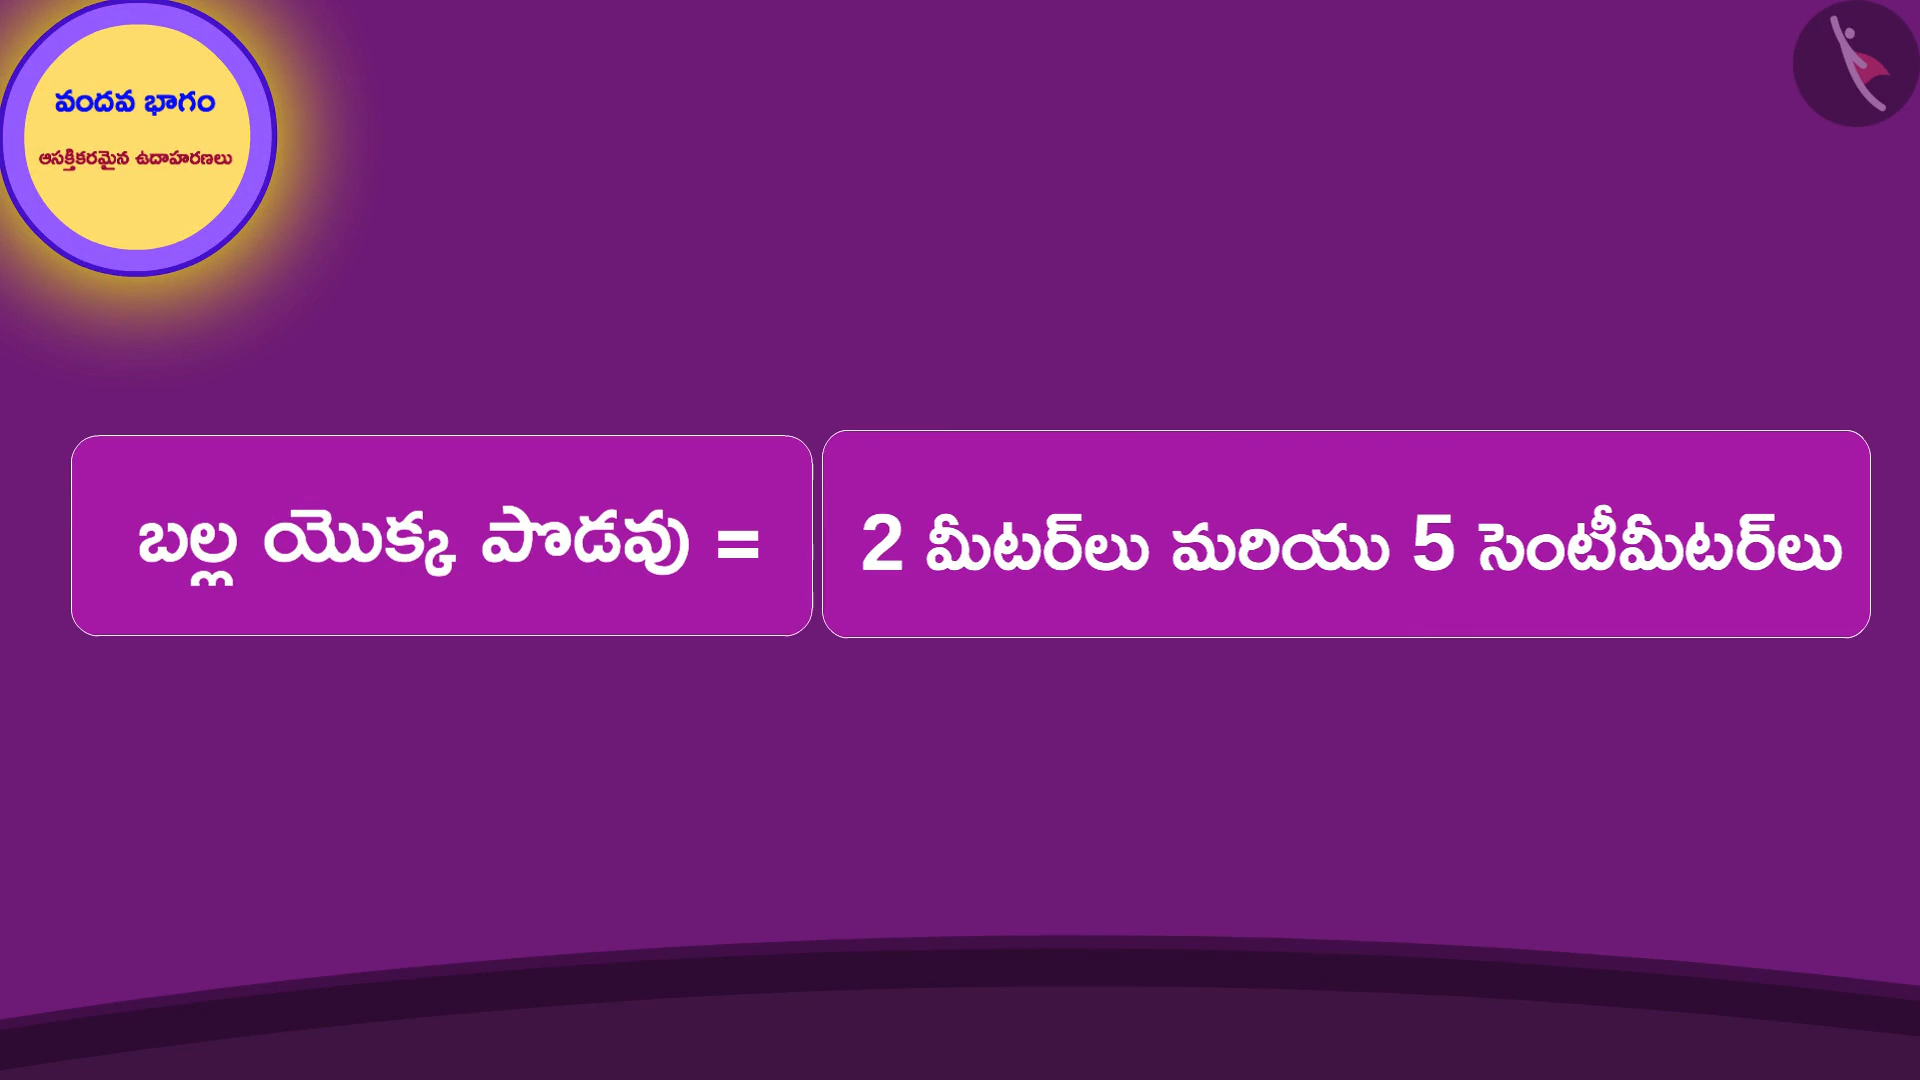 వందవ భాగం
ఆసక్తికరమైన ఉదాహరణలు
బల్ల యొక్క పొడవు =
2 మీటర్‌లు మరియు 5 సెంటీమీటర్‌లు